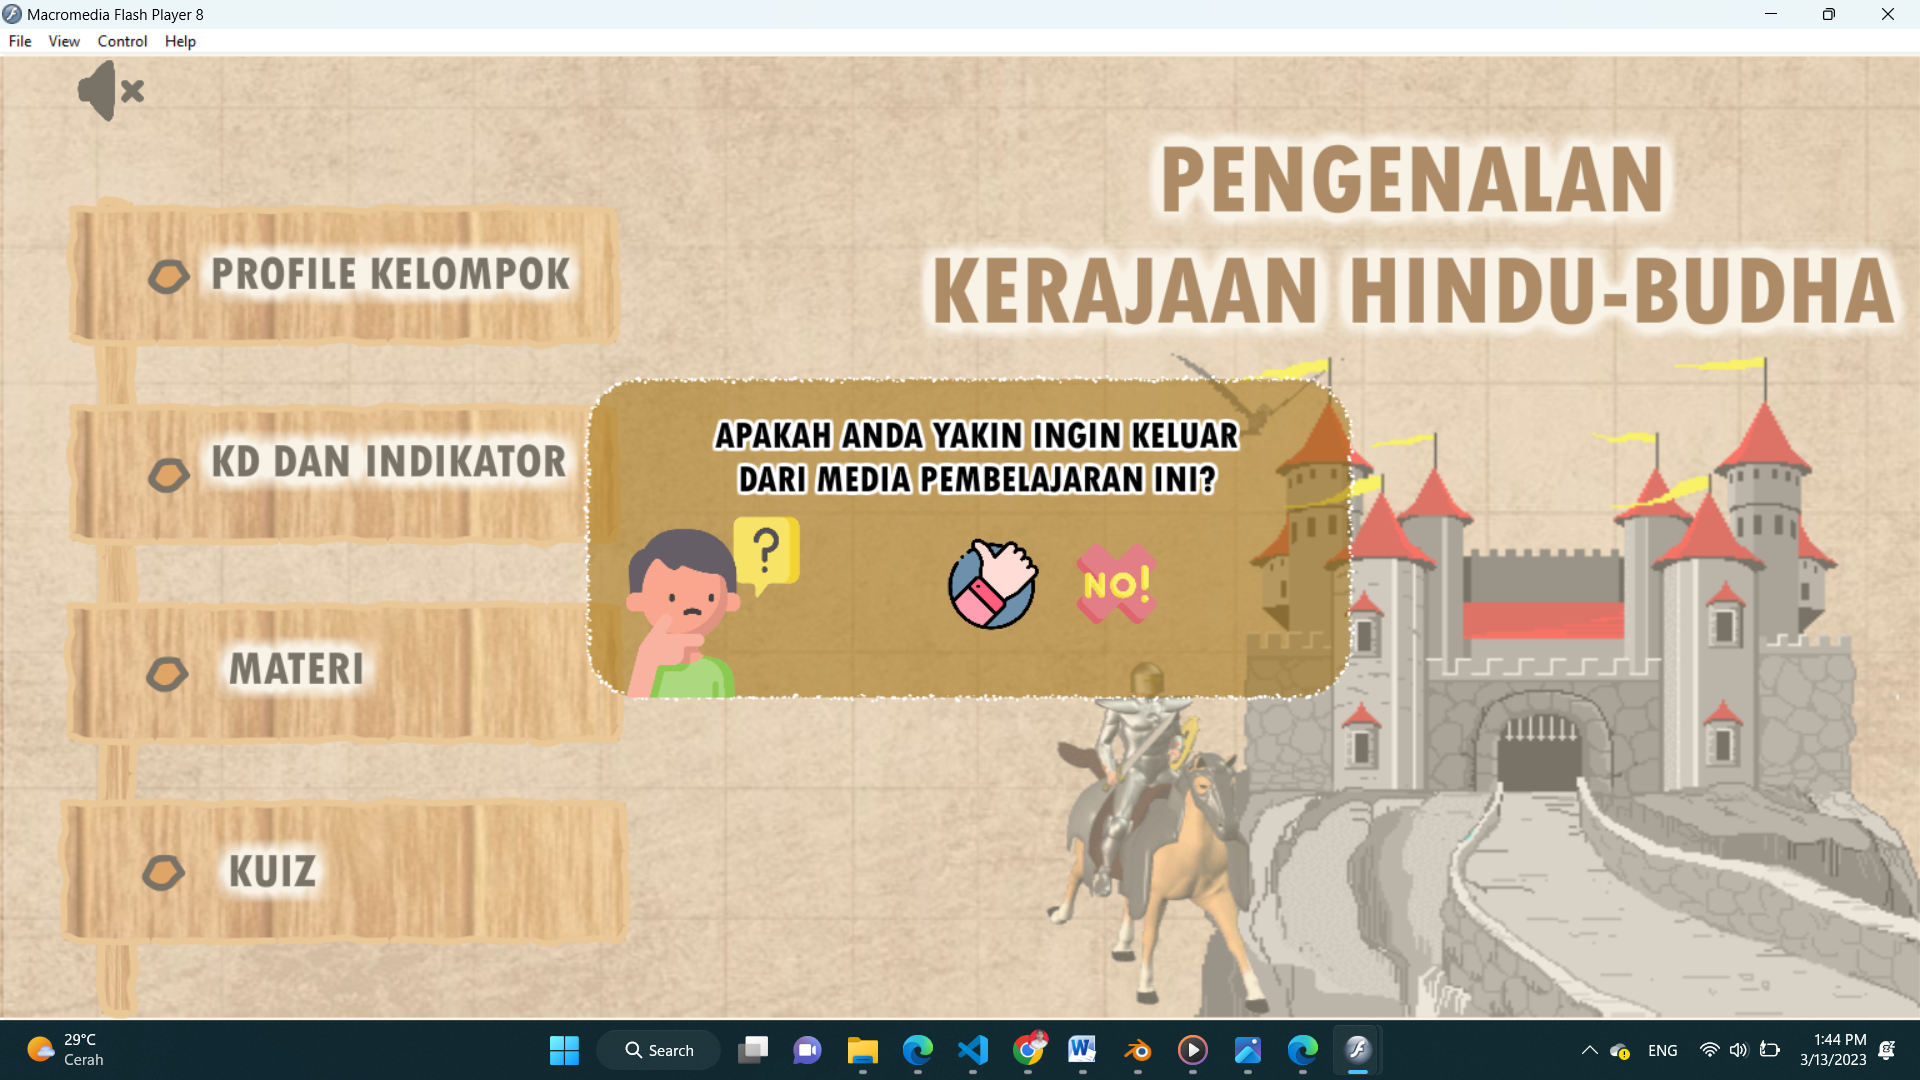 Macromedia Flash Player 8
File View Control Help
PENGENALAN
KERAJAAN HINDU-BUDHA
PROFILE KELOMPOK
KD DAN INDIKATOR
MATERI
KUIZ
APAKAH ANDA YAKIN INGIN KELUAR
DARI MEDIA PEMBELAJARAN INI?
?
NO!
29°C
Cerah
Search
ENG
1:44 PM
3/13/2023